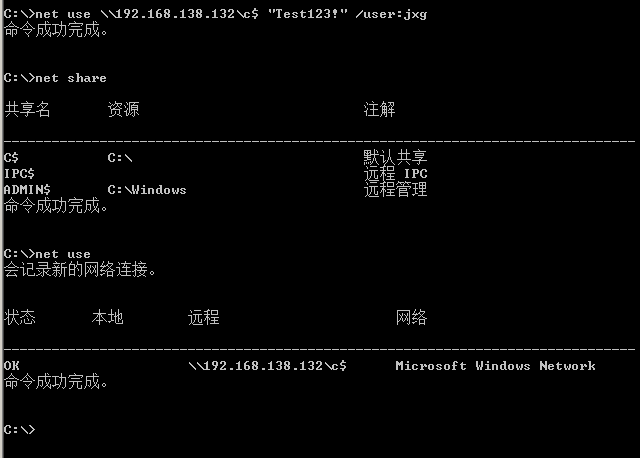 C:\>net use \\192.168.138.132\c$ "Test123!" /user:jxg
命令成功完成。
C:\>net share
共享名 资源 注解
-------------------------------------------------------------------------------
C$ C:\ 默认共享
IPC$ 远程 IPC
ADMIN$ C:\Windows 远程管理
命令成功完成。
C:\>net use
会记录新的网络连接。
状态 本地 远程 网络
-------------------------------------------------------------------------------
OK \\192.168.138.132\c$ Microsoft Windows Network
命令成功完成。
C:\>